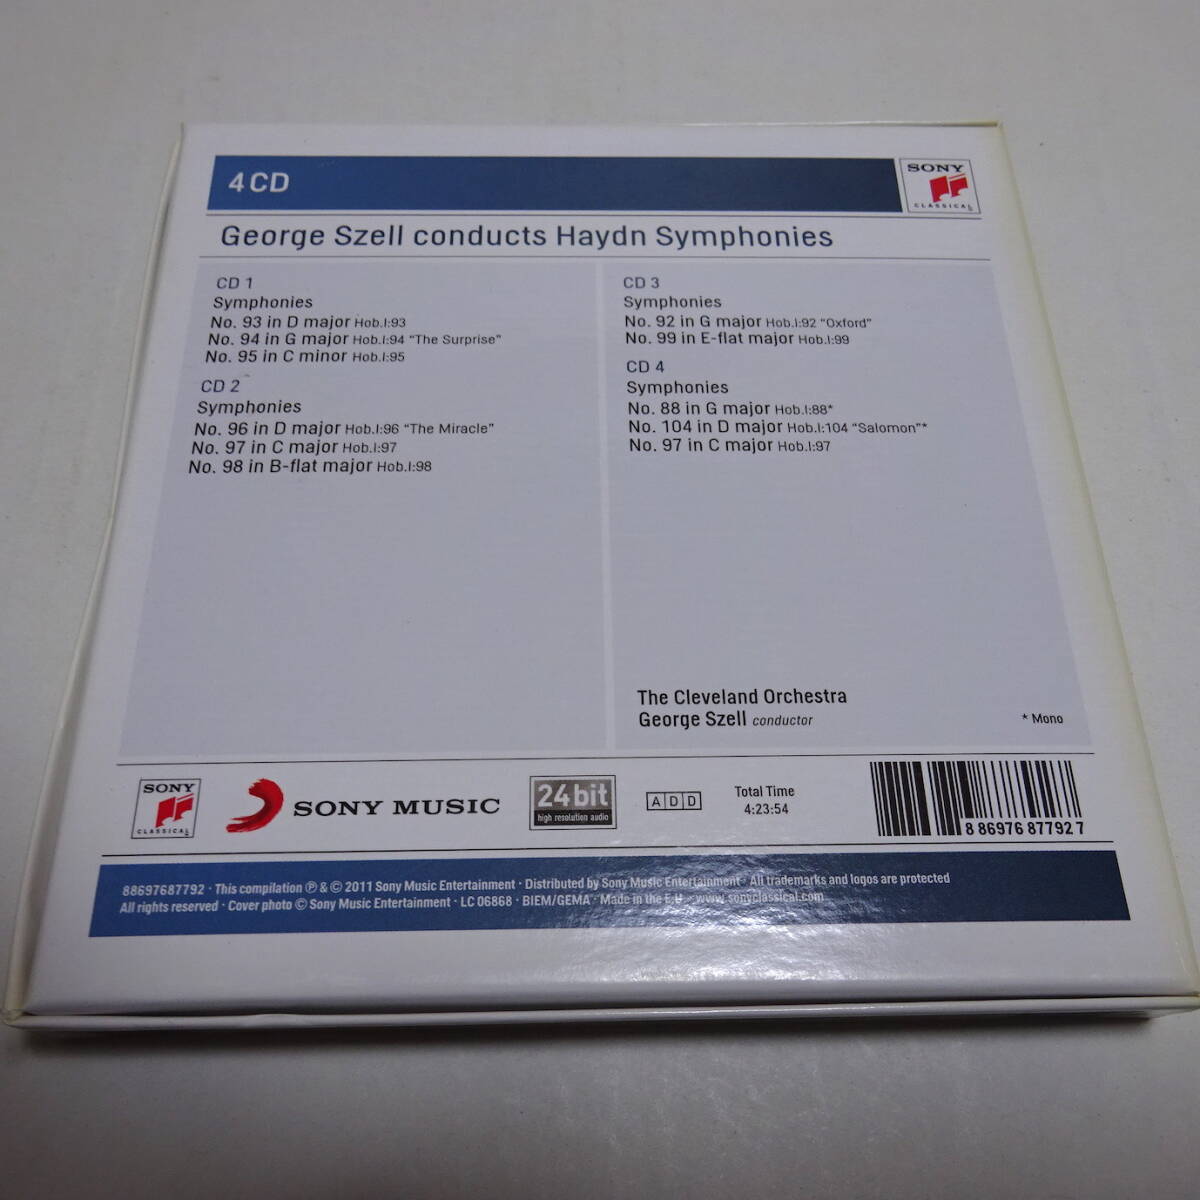 4 CD
SONY
CLASSICAL
George Szell conducts Haydn Symphonies
CD 1
Symphonies
No. 93 in D major Hob.I:93
No. 94 in G major Hob.I:94 "The Surprise"
No. 95 in C minor Hob.I:95
CD 2
Symphonies
No. 96 in D major Hob.I:96 "The Miracle"
No. 97 in C major Hob.I:97
No. 98 in B-flat major Hob.I:98
CD 3
Symphonies
No. 92 in G major Hob.I:92 "Oxford"
No. 99 in E-flat major Hob.I:99
CD 4
Symphonies
No. 88 in G major Hob.I:88*
No. 104 in D major Hob.I:104 "Salomon"*
No. 97 in C major Hob.I:97
The Cleveland Orchestra
George Szell conductor
* Mono
SONY
CLASSICAL
SONY MUSIC
24 bit
high resolution audio
A D D
Total Time
4:23:54
8 86976 87792 7
88697687792 · This compilation ℗ & © 2011 Sony Music Entertainment · Distributed by Sony Music Entertainment · All trademarks and logos are protected
All rights reserved · Cover photo © Sony Music Entertainment · LC 06868 · BIEM/GEMA · Made in the E.U. · www.sonyclassical.com